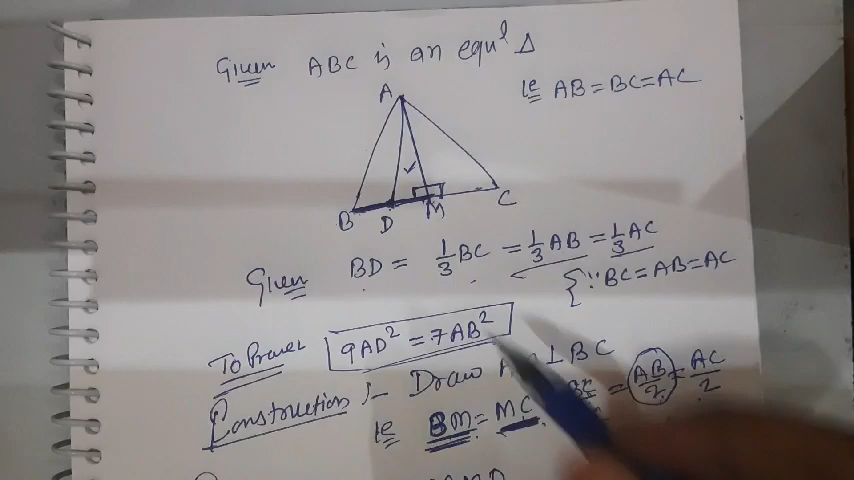 Given ABC is an equl Δ
ie AB = BC = AC
A
B D M C
Given BD = 1/3 BC = 1/3 AB = 1/3 AC
{∵ BC = AB = AC
To Prove 9AD² = 7AB²
Construction :- Draw ⊥ BC
ie BM = MC = AB/2 = AC/2